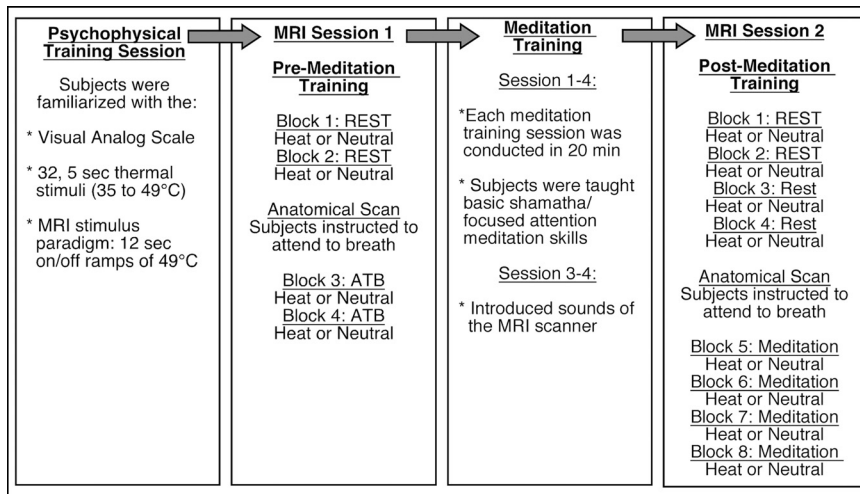 Psychophysical
Training Session
Subjects were
familiarized with the:
* Visual Analog Scale
* 32, 5 sec thermal
stimuli (35 to 49°C)
* MRI stimulus
paradigm: 12 sec
on/off ramps of 49°C
MRI Session 1
Pre-Meditation
Training
Block 1: REST
Heat or Neutral
Block 2: REST
Heat or Neutral
Anatomical Scan
Subjects instructed to
attend to breath
Block 3: ATB
Heat or Neutral
Block 4: ATB
Heat or Neutral
Meditation
Training
Session 1-4:
*Each meditation
training session was
conducted in 20 min
* Subjects were taught
basic shamatha/
focused attention
meditation skills
Session 3-4:
* Introduced sounds of
the MRI scanner
MRI Session 2
Post-Meditation
Training
Block 1: REST
Heat or Neutral
Block 2: REST
Heat or Neutral
Block 3: Rest
Heat or Neutral
Block 4: Rest
Heat or Neutral
Anatomical Scan
Subjects instructed to
attend to breath
Block 5: Meditation
Heat or Neutral
Block 6: Meditation
Heat or Neutral
Block 7: Meditation
Heat or Neutral
Block 8: Meditation
Heat or Neutral